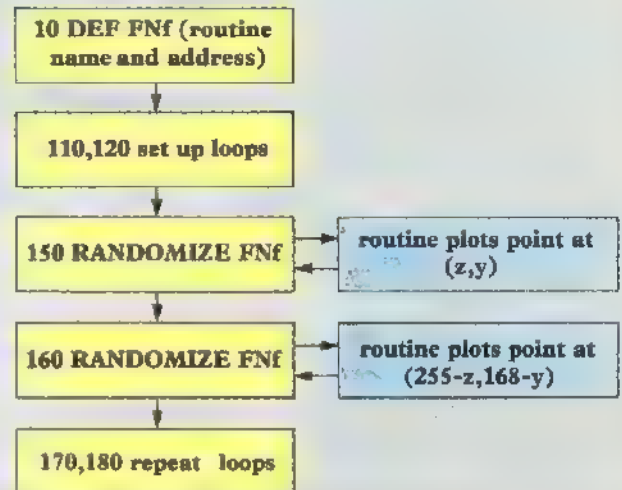 10 DEF FNf (routine
name and address)
110,120 set up loops
150 RANDOMIZE FNf
routine plots point at
(z,y)
160 RANDOMIZE FNf
routine plots point at
(255-z,168-y)
170,180 repeat loops